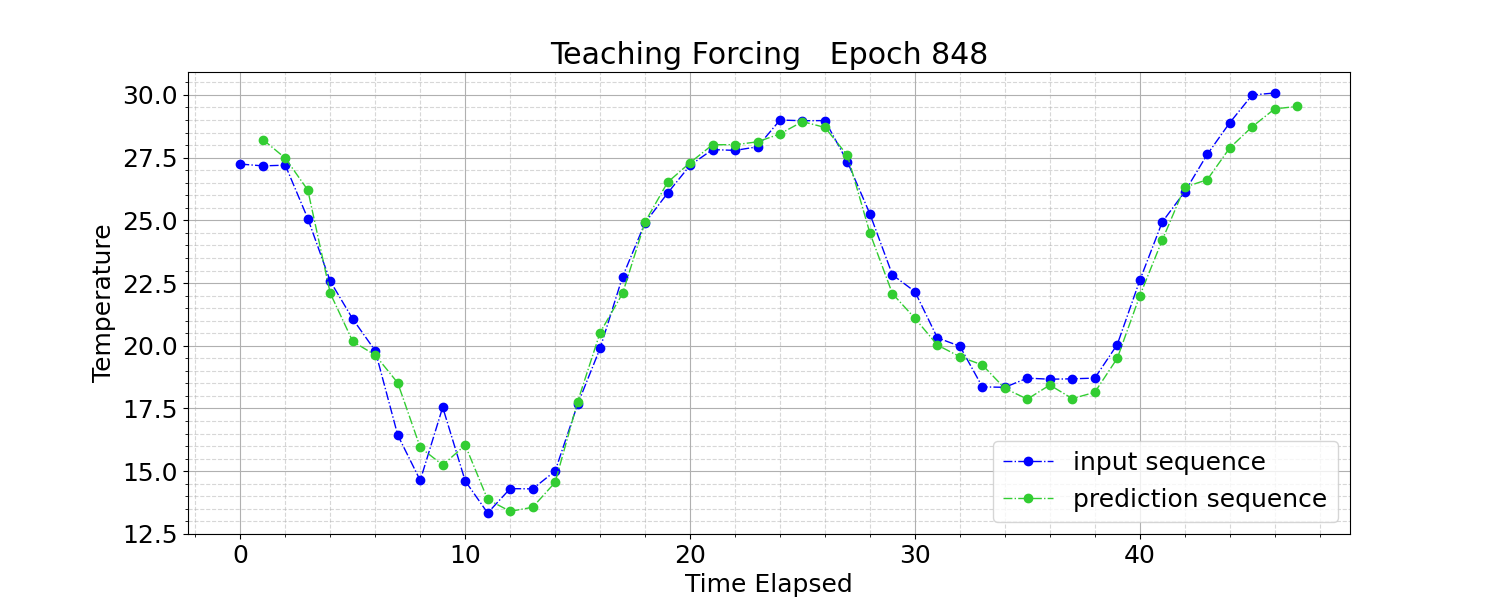 Teaching Forcing   Epoch 848
Temperature
30.0
27.5
25.0
22.5
20.0
17.5
15.0
12.5
0 10 20 30 40
Time Elapsed
input sequence
prediction sequence